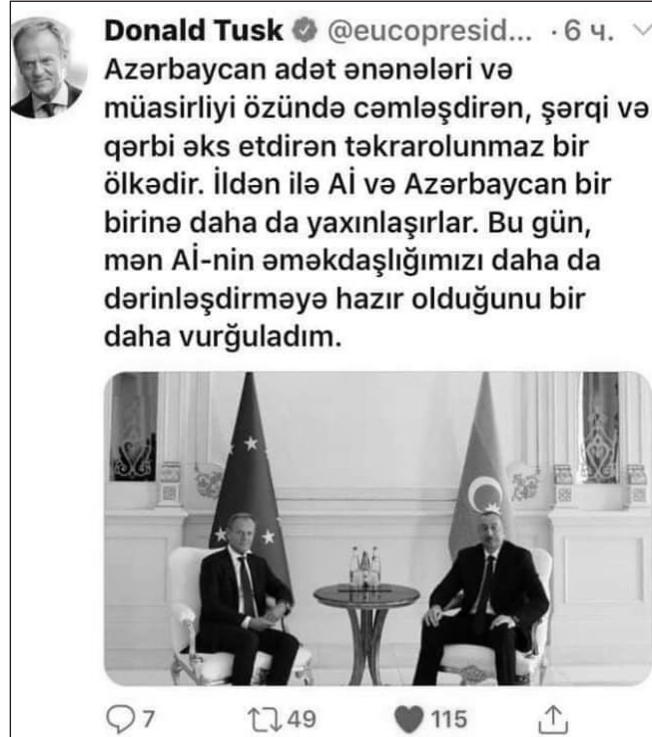 Donald Tusk @eucopresid... · 6 ч.
Azərbaycan adət ənənələri və
müasirliyi özündə cəmləşdirən, şərqi və
qərbi əks etdirən təkrarolunmaz bir
ölkədir. İldən ilə Aİ və Azərbaycan bir
birinə daha da yaxınlaşırlar. Bu gün,
mən Aİ-nin əməkdaşlığımızı daha da
dərinləşdirməyə hazır olduğunu bir
daha vurğuladım.
7 49 115